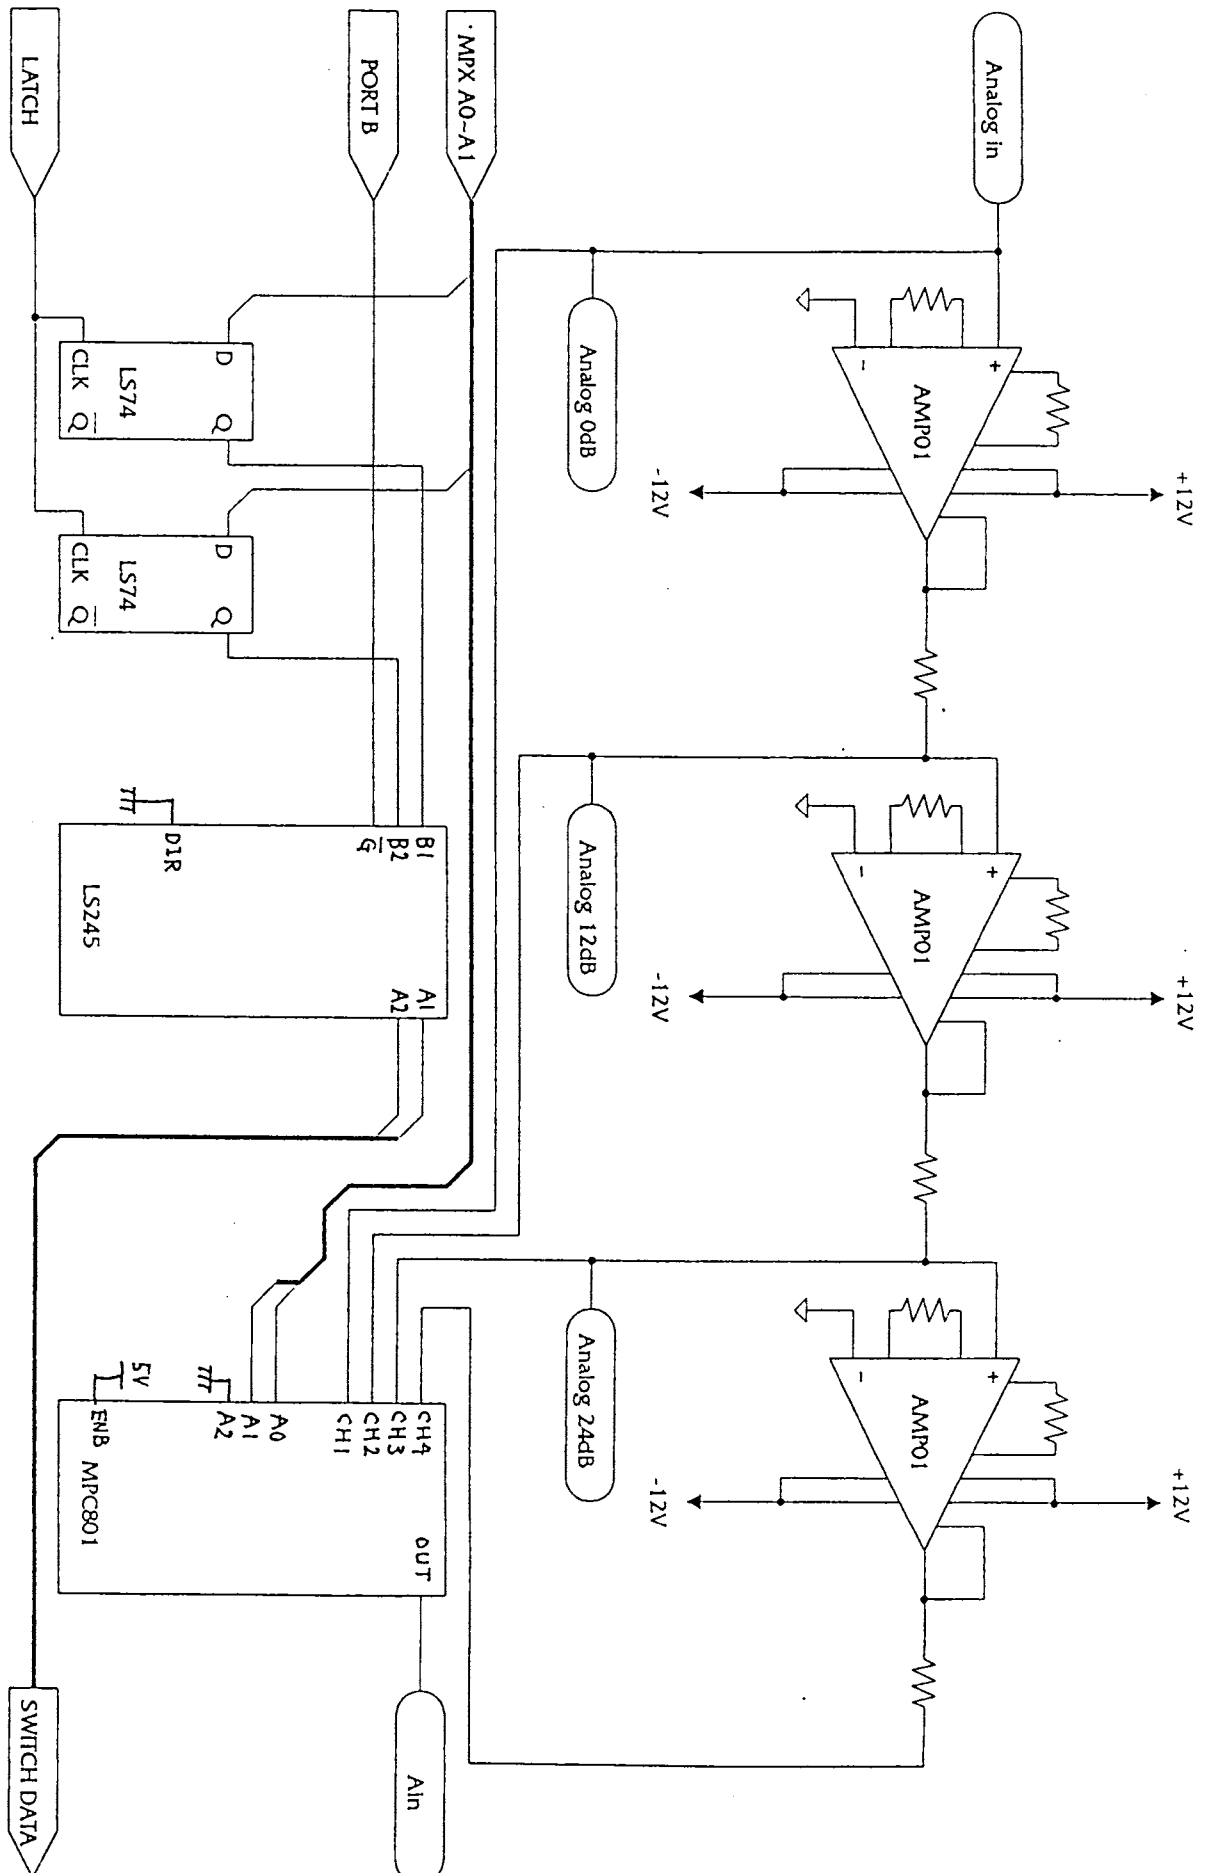 Analog in
+12V
+
AMP01
-
-12V
Analog 0dB
+12V
+
AMP01
-
-12V
Analog 12dB
+12V
+
AMP01
-
-12V
Analog 24dB
MPX A0~A1
PORT B
LATCH
D Q
LS74
CLK Q
D Q
LS74
CLK Q
B1 A1
B2 A2
G
DIR
LS245
CH4 OUT
CH3
CH2
CH1
A0
A1
A2
5V
ENB
MPC801
Ain
SWITCH DATA